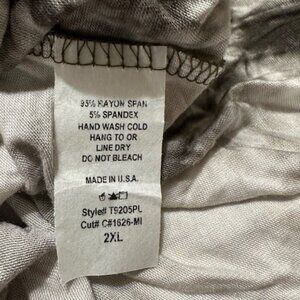 95% RAYON SPAN
5% SPANDEX
HAND WASH COLD
HANG TO OR
LINE DRY
DO NOT BLEACH
MADE IN U.S.A.
Style# T9205PL
Cut# C#1626-MI
2XL